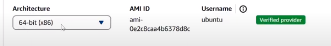 Architecture
64-bit (x86)
AMI ID
ami-
0e2c8caa4b6378d8c
Username
ubuntu
Verified provider